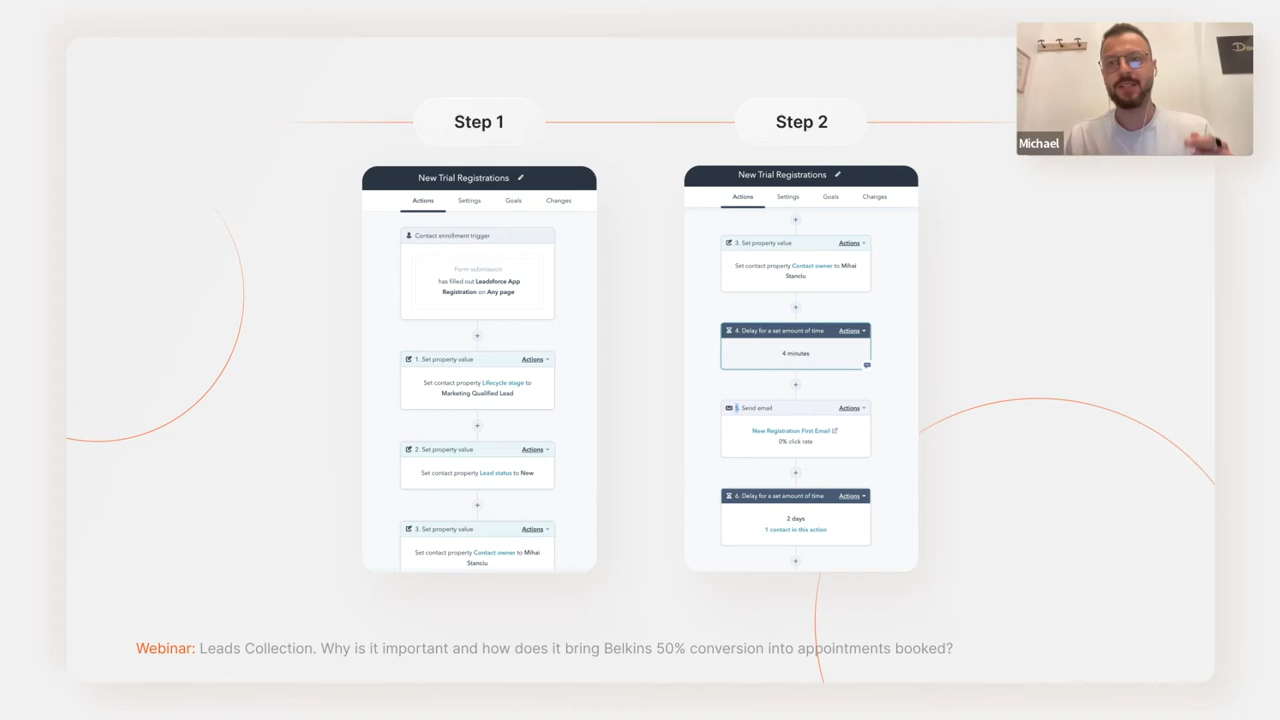 Step 1
New Trial Registrations
Actions Settings Goals Changes
Contact enrollment trigger
Form submission
has filled out Leadsforce App
Registration on Any page
1. Set property value Actions
Set contact property Lifecycle stage to
Marketing Qualified Lead
2. Set property value Actions
Set contact property Lead status to New
3. Set property value Actions
Set contact property Contact owner to Mihai
Stanciu
Step 2
New Trial Registrations
Actions Settings Goals Changes
3. Set property value Actions
Set contact property Contact owner to Mihai
Stanciu
4. Delay for a set amount of time Actions
4 minutes
5. Send email Actions
New Registration First Email
0% click rate
6. Delay for a set amount of time Actions
2 days
1 contact in this action
Michael
Webinar: Leads Collection. Why is it important and how does it bring Belkins 50% conversion into appointments booked?